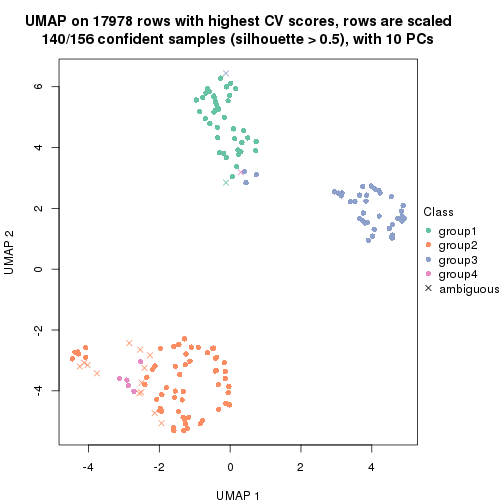 UMAP on 17978 rows with highest CV scores, rows are scaled
140/156 confident samples (silhouette > 0.5), with 10 PCs
UMAP 2
6
4
2
0
-2
-4
-4
-2
0
2
4
UMAP 1
Class
group1
group2
group3
group4
ambiguous